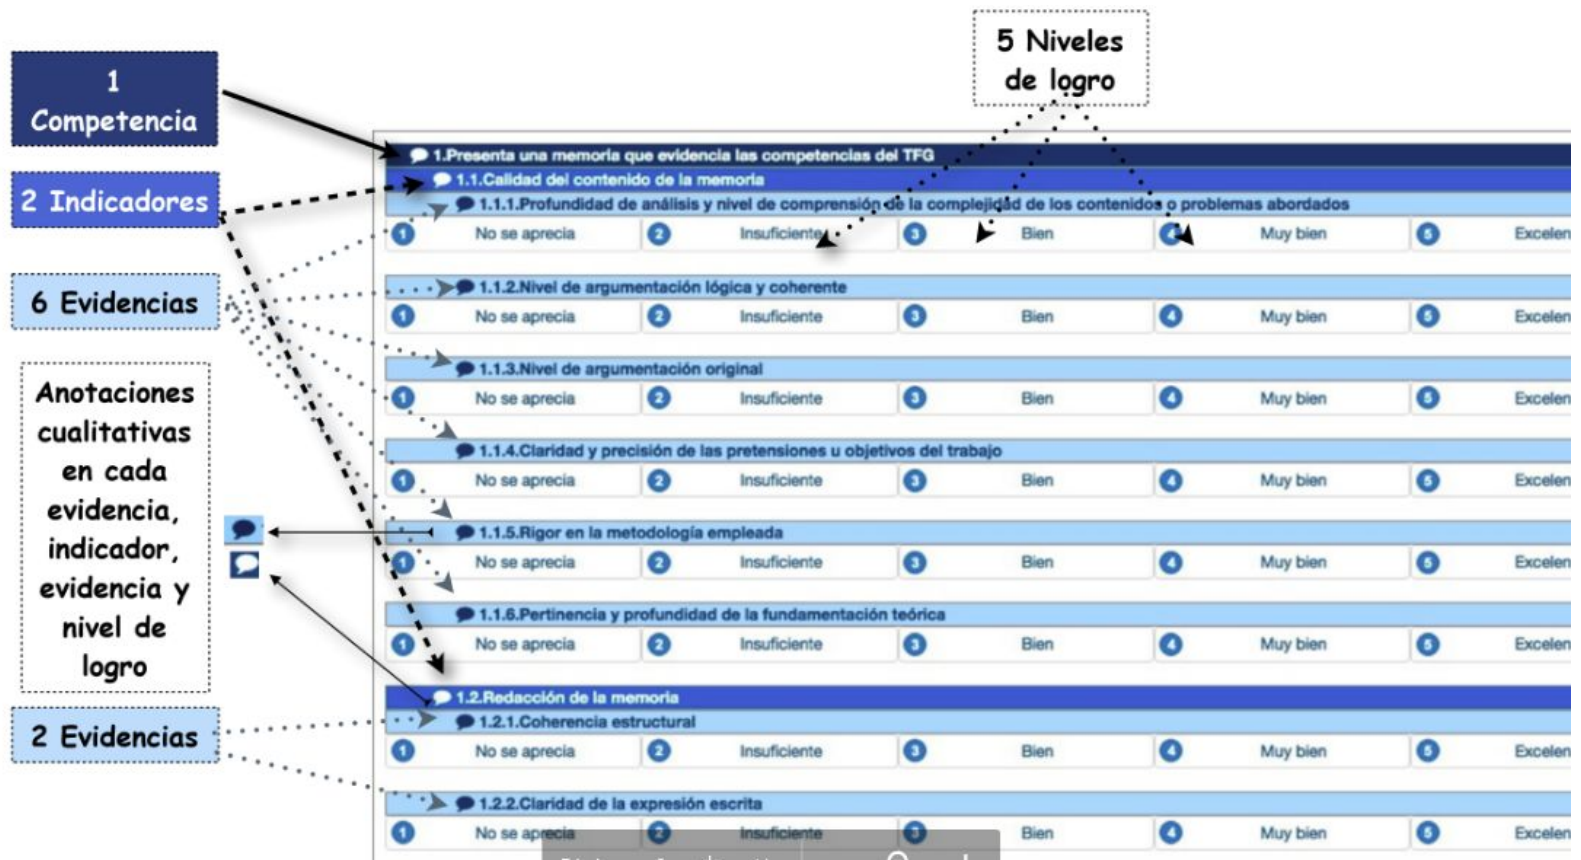 5 Niveles
de logro
1
Competencia
2 Indicadores
6 Evidencias
Anotaciones
cualitativas
en cada
evidencia,
indicador,
evidencia y
nivel de
logro
2 Evidencias
1.Presenta una memoria que evidencia las competencias del TFG
1.1.Calidad del contenido de la memoria
1.1.1.Profundidad de análisis y nivel de comprensión de la complejidad de los contenidos o problemas abordados
1 No se aprecia 2 Insuficiente 3 Bien 4 Muy bien 5 Excelen
1.1.2.Nivel de argumentación lógica y coherente
1 No se aprecia 2 Insuficiente 3 Bien 4 Muy bien 5 Excelen
1.1.3.Nivel de argumentación original
1 No se aprecia 2 Insuficiente 3 Bien 4 Muy bien 5 Excelen
1.1.4.Claridad y precisión de las pretensiones u objetivos del trabajo
1 No se aprecia 2 Insuficiente 3 Bien 4 Muy bien 5 Excelen
1.1.5.Rigor en la metodología empleada
1 No se aprecia 2 Insuficiente 3 Bien 4 Muy bien 5 Excelen
1.1.6.Pertinencia y profundidad de la fundamentación teórica
1 No se aprecia 2 Insuficiente 3 Bien 4 Muy bien 5 Excelen
1.2.Redacción de la memoria
1.2.1.Coherencia estructural
1 No se aprecia 2 Insuficiente 3 Bien 4 Muy bien 5 Excelen
1.2.2.Claridad de la expresión escrita
1 No se aprecia 2 Insuficiente 3 Bien 4 Muy bien 5 Excelen